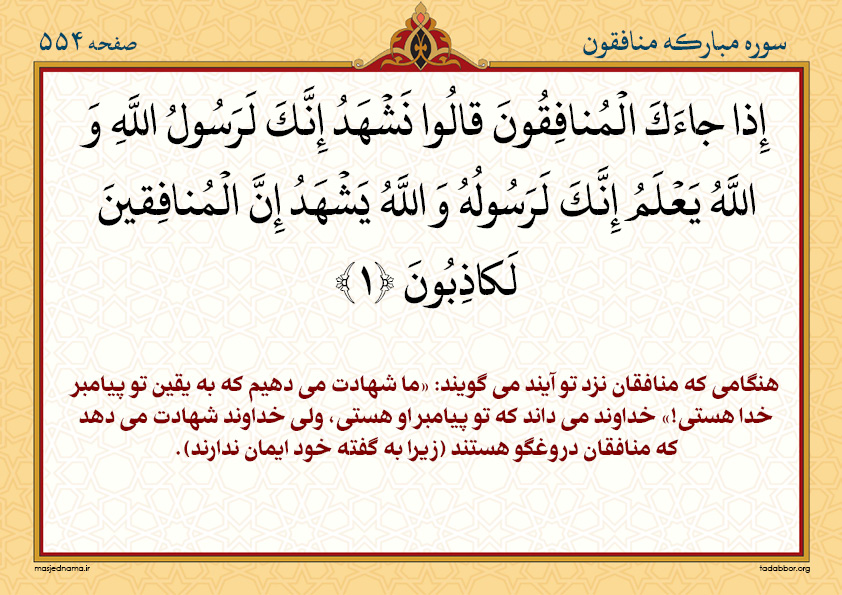 سوره مبارکه منافقون
صفحه ۵۵۴
إِذا جاءَكَ الْمُنافِقُونَ قالُوا نَشْهَدُ إِنَّكَ لَرَسُولُ اللَّهِ وَ
اللَّهُ يَعْلَمُ إِنَّكَ لَرَسُولُهُ وَ اللَّهُ يَشْهَدُ إِنَّ الْمُنافِقينَ
لَكاذِبُونَ ﴿١﴾
هنگامی که منافقان نزد تو آیند می گویند: «ما شهادت می دهیم که به یقین تو پیامبر
خدا هستی!» خداوند می داند که تو پیامبر او هستی، ولی خداوند شهادت می دهد
که منافقان دروغگو هستند (زیرا به گفته خود ایمان ندارند).
masjednama.ir
tadabbor.org